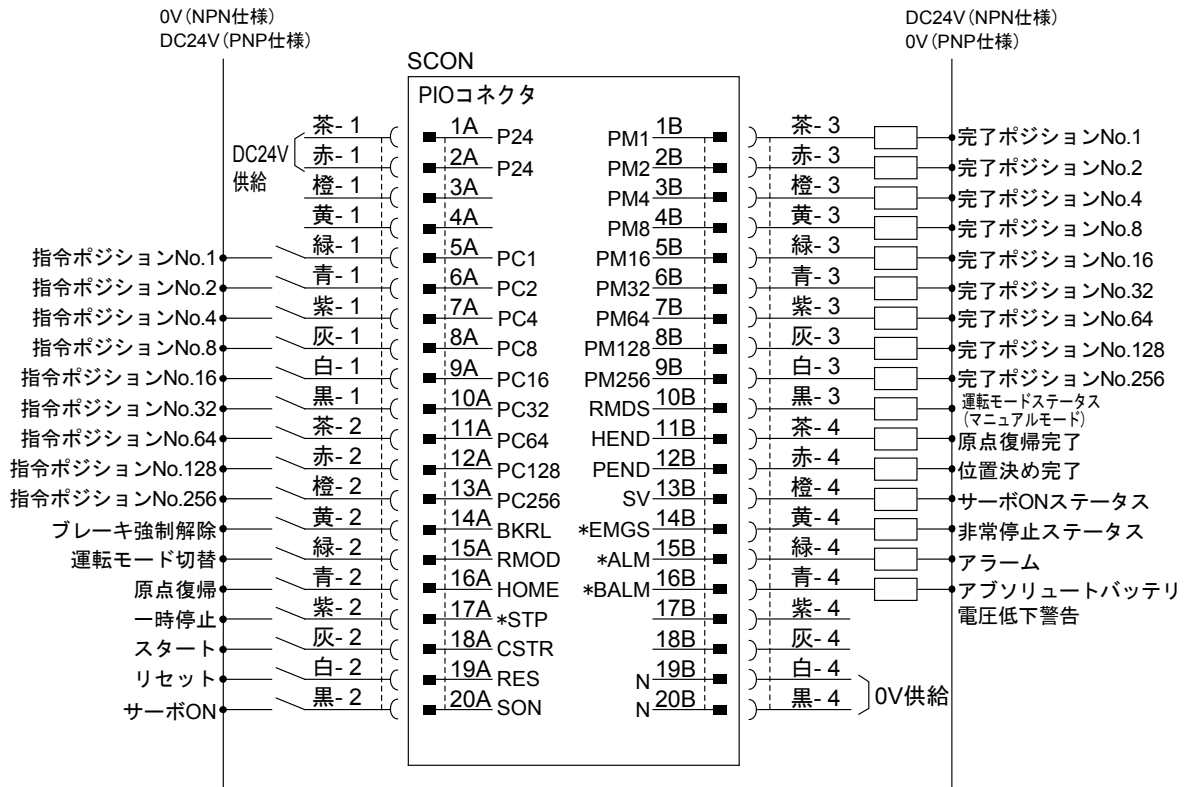 0V(NPN仕様)
DC24V(PNP仕様)
DC24V(NPN仕様)
0V(PNP仕様)
SCON
PIOコネクタ
DC24V
供給
茶-1 1A P24
赤-1 2A P24
橙-1 3A
黄-1 4A
指令ポジションNo.1 緑-1 5A PC1
指令ポジションNo.2 青-1 6A PC2
指令ポジションNo.4 紫-1 7A PC4
指令ポジションNo.8 灰-1 8A PC8
指令ポジションNo.16 白-1 9A PC16
指令ポジションNo.32 黒-1 10A PC32
指令ポジションNo.64 茶-2 11A PC64
指令ポジションNo.128 赤-2 12A PC128
指令ポジションNo.256 橙-2 13A PC256
ブレーキ強制解除 黄-2 14A BKRL
運転モード切替 緑-2 15A RMOD
原点復帰 青-2 16A HOME
一時停止 紫-2 17A *STP
スタート 灰-2 18A CSTR
リセット 白-2 19A RES
サーボON 黒-2 20A SON
PM1 1B 茶-3 完了ポジションNo.1
PM2 2B 赤-3 完了ポジションNo.2
PM4 3B 橙-3 完了ポジションNo.4
PM8 4B 黄-3 完了ポジションNo.8
PM16 5B 緑-3 完了ポジションNo.16
PM32 6B 青-3 完了ポジションNo.32
PM64 7B 紫-3 完了ポジションNo.64
PM128 8B 灰-3 完了ポジションNo.128
PM256 9B 白-3 完了ポジションNo.256
RMDS 10B 黒-3 運転モードステータス
(マニュアルモード)
HEND 11B 茶-4 原点復帰完了
PEND 12B 赤-4 位置決め完了
SV 13B 橙-4 サーボONステータス
*EMGS 14B 黄-4 非常停止ステータス
*ALM 15B 緑-4 アラーム
*BALM 16B 青-4 アブソリュートバッテリ
電圧低下警告
17B 紫-4
18B 灰-4
N 19B 白-4
N 20B 黒-4
0V供給